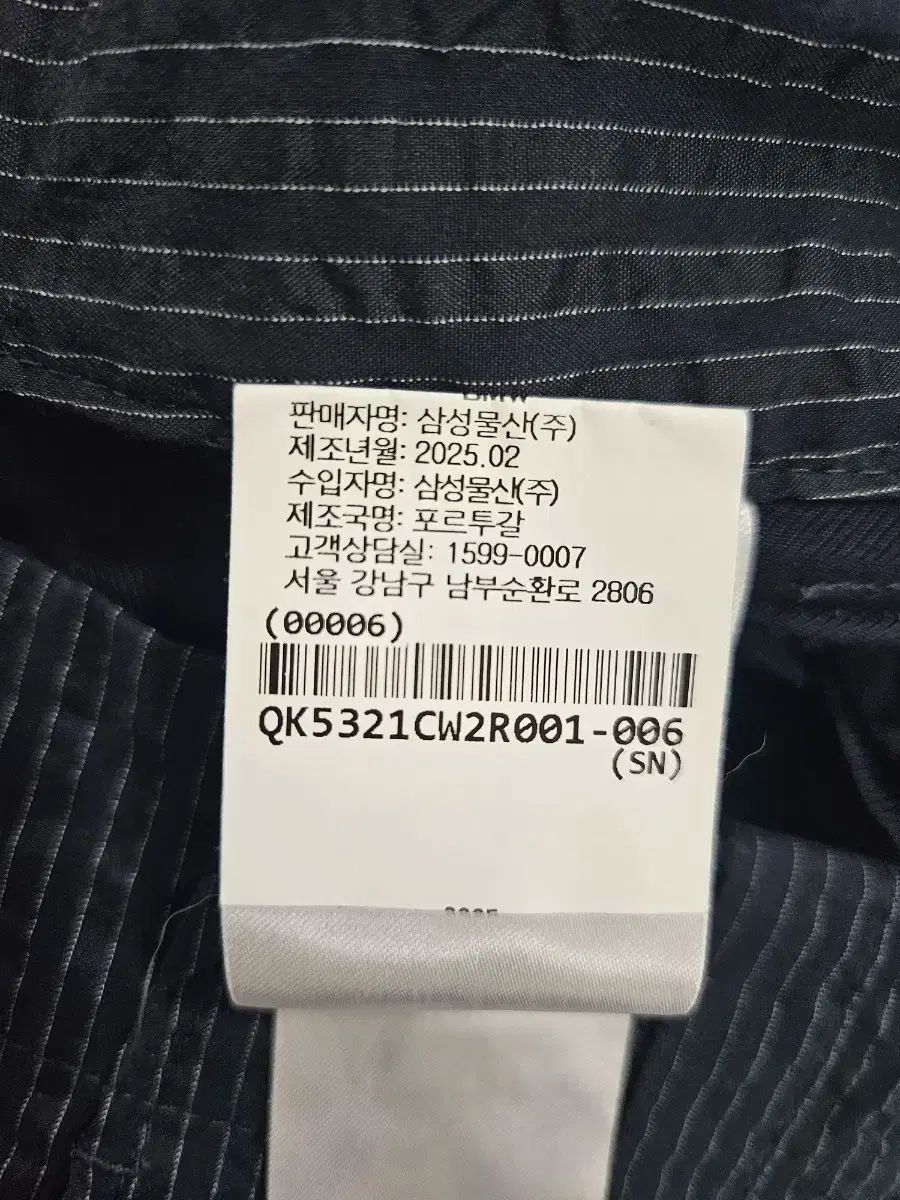 판매자명: 삼성물산(주)
제조년월: 2025.02
수입자명: 삼성물산(주)
제조국명: 포르투갈
고객상담실: 1599-0007
서울 강남구 남부순환로 2806
(00006)
QK5321CW2R001-006
(SN)